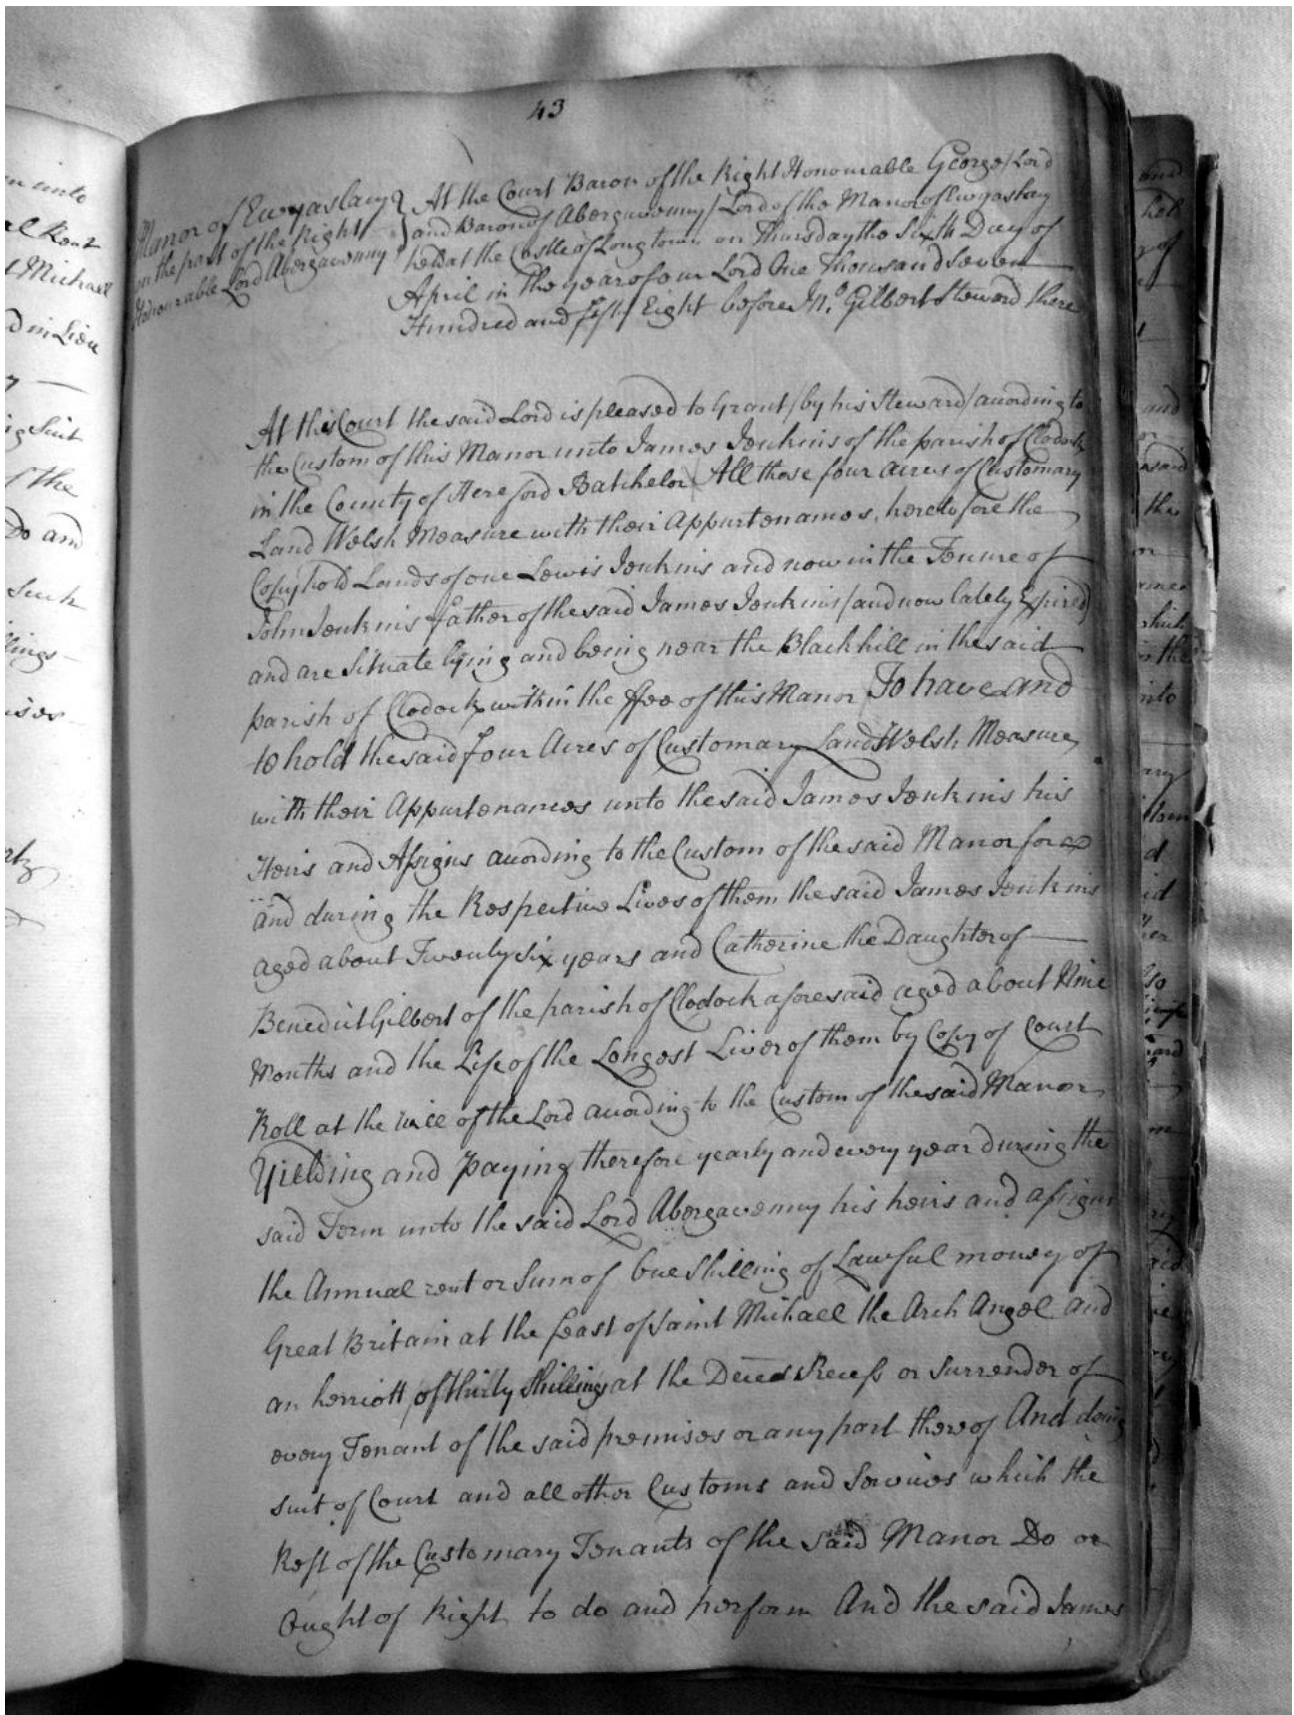 43
Manor of Ewyaslacy
on the part of the Right
Honourable Lord Abergavenny
At the Court Baron of the Right Honourable George Lord
and Baron of Abergavenny Lord of the Manor of Ewyaslacy
held at the Castle of Longtown on Thursday the Sixth Day of
April in the year of our Lord One Thousand Seven
Hundred and fifty Eight before Jno. Gilbert Steward there
At this Court the said Lord is pleased to Grant (by his Steward) according to
the Custom of this Manor unto James Jenkins of the parish of Clodock
in the County of Hereford Batchelor All those four acres of Customary
Land Welsh Measure with their Appurtenances, heretofore the
Copyhold Lands of one Lewis Jenkins and now in the Tenure of
John Jenkins father of the said James Jenkins (and now lately Expired)
and are Situate lying and being near the Blackhill in the said
parish of Clodock within the ffee of this Manor To have and
to hold the said four Acres of Customary Land Welsh Measure
with their Appurtenances unto the said James Jenkins his
Heirs and Assigns according to the Custom of the said Manor for
and during the Respective Lives of them the said James Jenkins
aged about Twenty six years and Catherine the Daughter of
Benedict Gilbert of the parish of Clodock aforesaid aged about Nine
Months and the Life of the Longest Liver of them by Copy of Court
Roll at the will of the Lord according to the Custom of the said Manor
Yielding and paying therefore yearly and every year during the
said Term unto the said Lord Abergavenny his heirs and assigns
the Annual rent or Sum of One Shilling of Lawful money of
Great Britain at the feast of Saint Michael the Arch Angel And
an herriott of thirty Shillings at the Decease Recess or Surrender of
every Tenant of the said premises or any part thereof And doing
suit of Court and all other Customs and Services which the
Rest of the Customary Tenants of the said Manor Do or
Ought of Right to do and perform And the said James